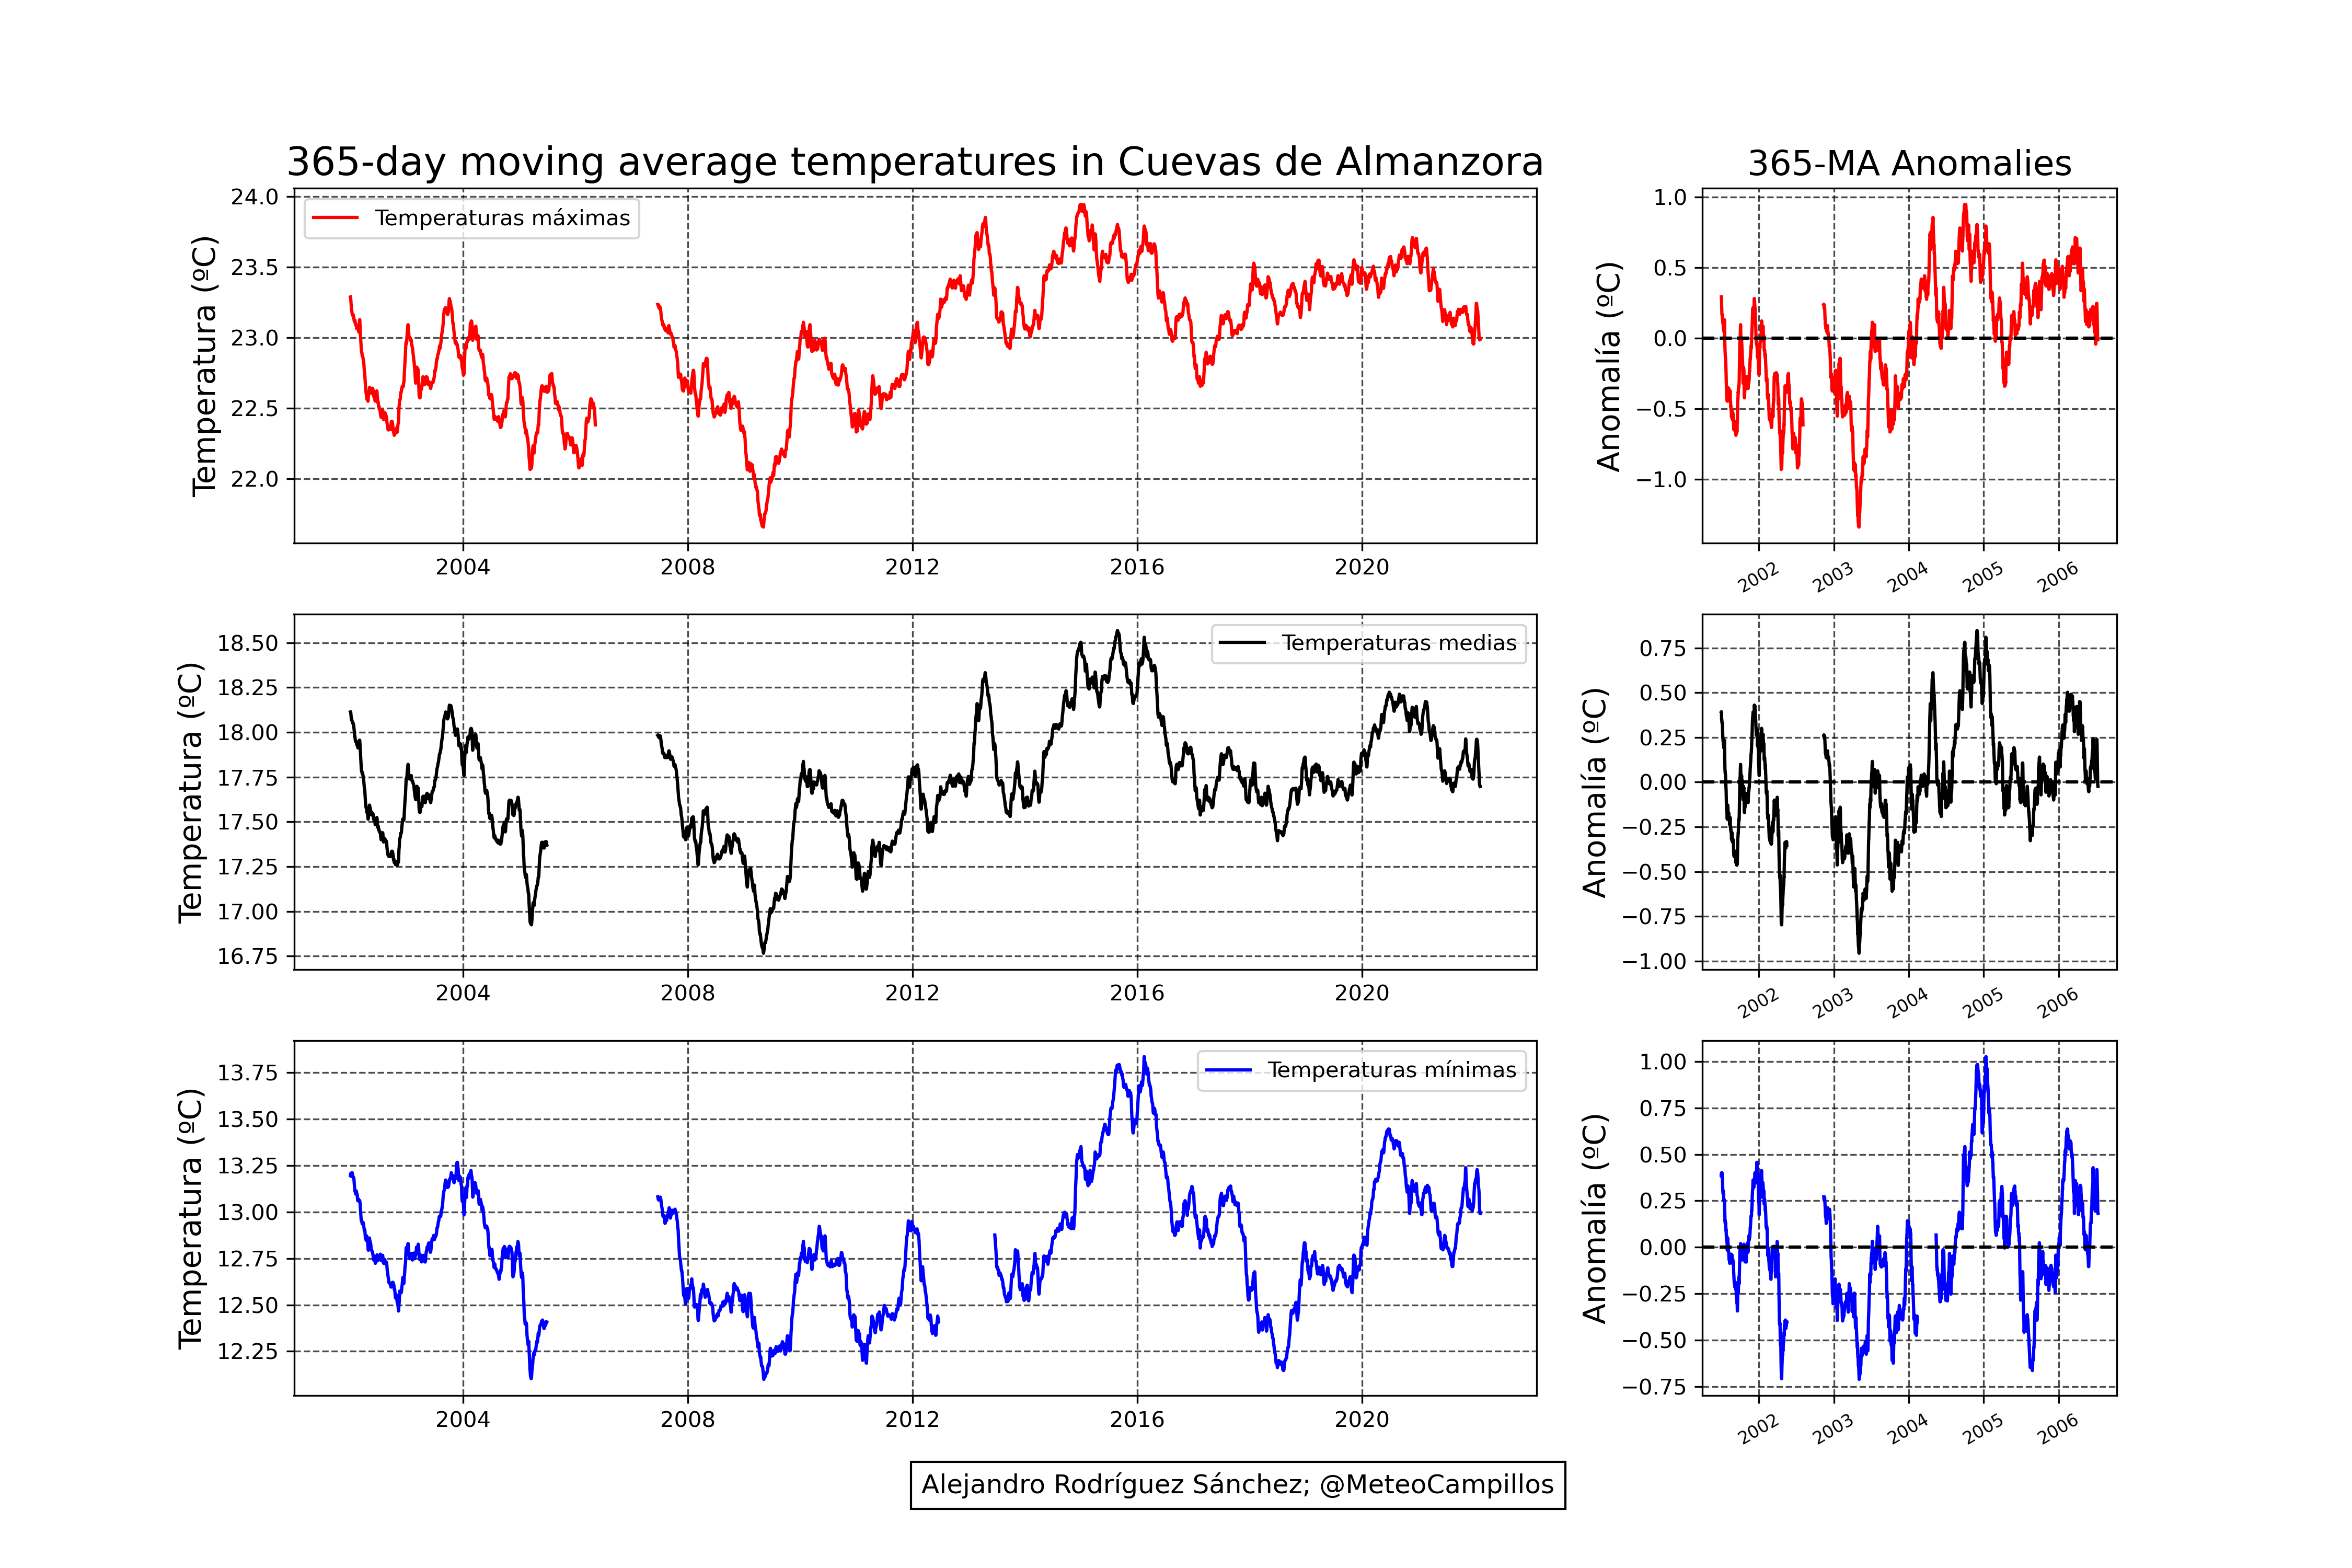 365-day moving average temperatures in Cuevas de Almanzora
365-MA Anomalies
Temperatura (ºC)
24.0
23.5
23.0
22.5
22.0
Temperaturas máximas
2004 2008 2012 2016 2020
Anomalía (ºC)
1.0
0.5
0.0
−0.5
−1.0
2002 2003 2004 2005 2006
Temperatura (ºC)
18.50
18.25
18.00
17.75
17.50
17.25
17.00
16.75
Temperaturas medias
2004 2008 2012 2016 2020
Anomalía (ºC)
0.75
0.50
0.25
0.00
−0.25
−0.50
−0.75
−1.00
2002 2003 2004 2005 2006
Temperatura (ºC)
13.75
13.50
13.25
13.00
12.75
12.50
12.25
Temperaturas mínimas
2004 2008 2012 2016 2020
Anomalía (ºC)
1.00
0.75
0.50
0.25
0.00
−0.25
−0.50
−0.75
2002 2003 2004 2005 2006
Alejandro Rodríguez Sánchez; @MeteoCampillos